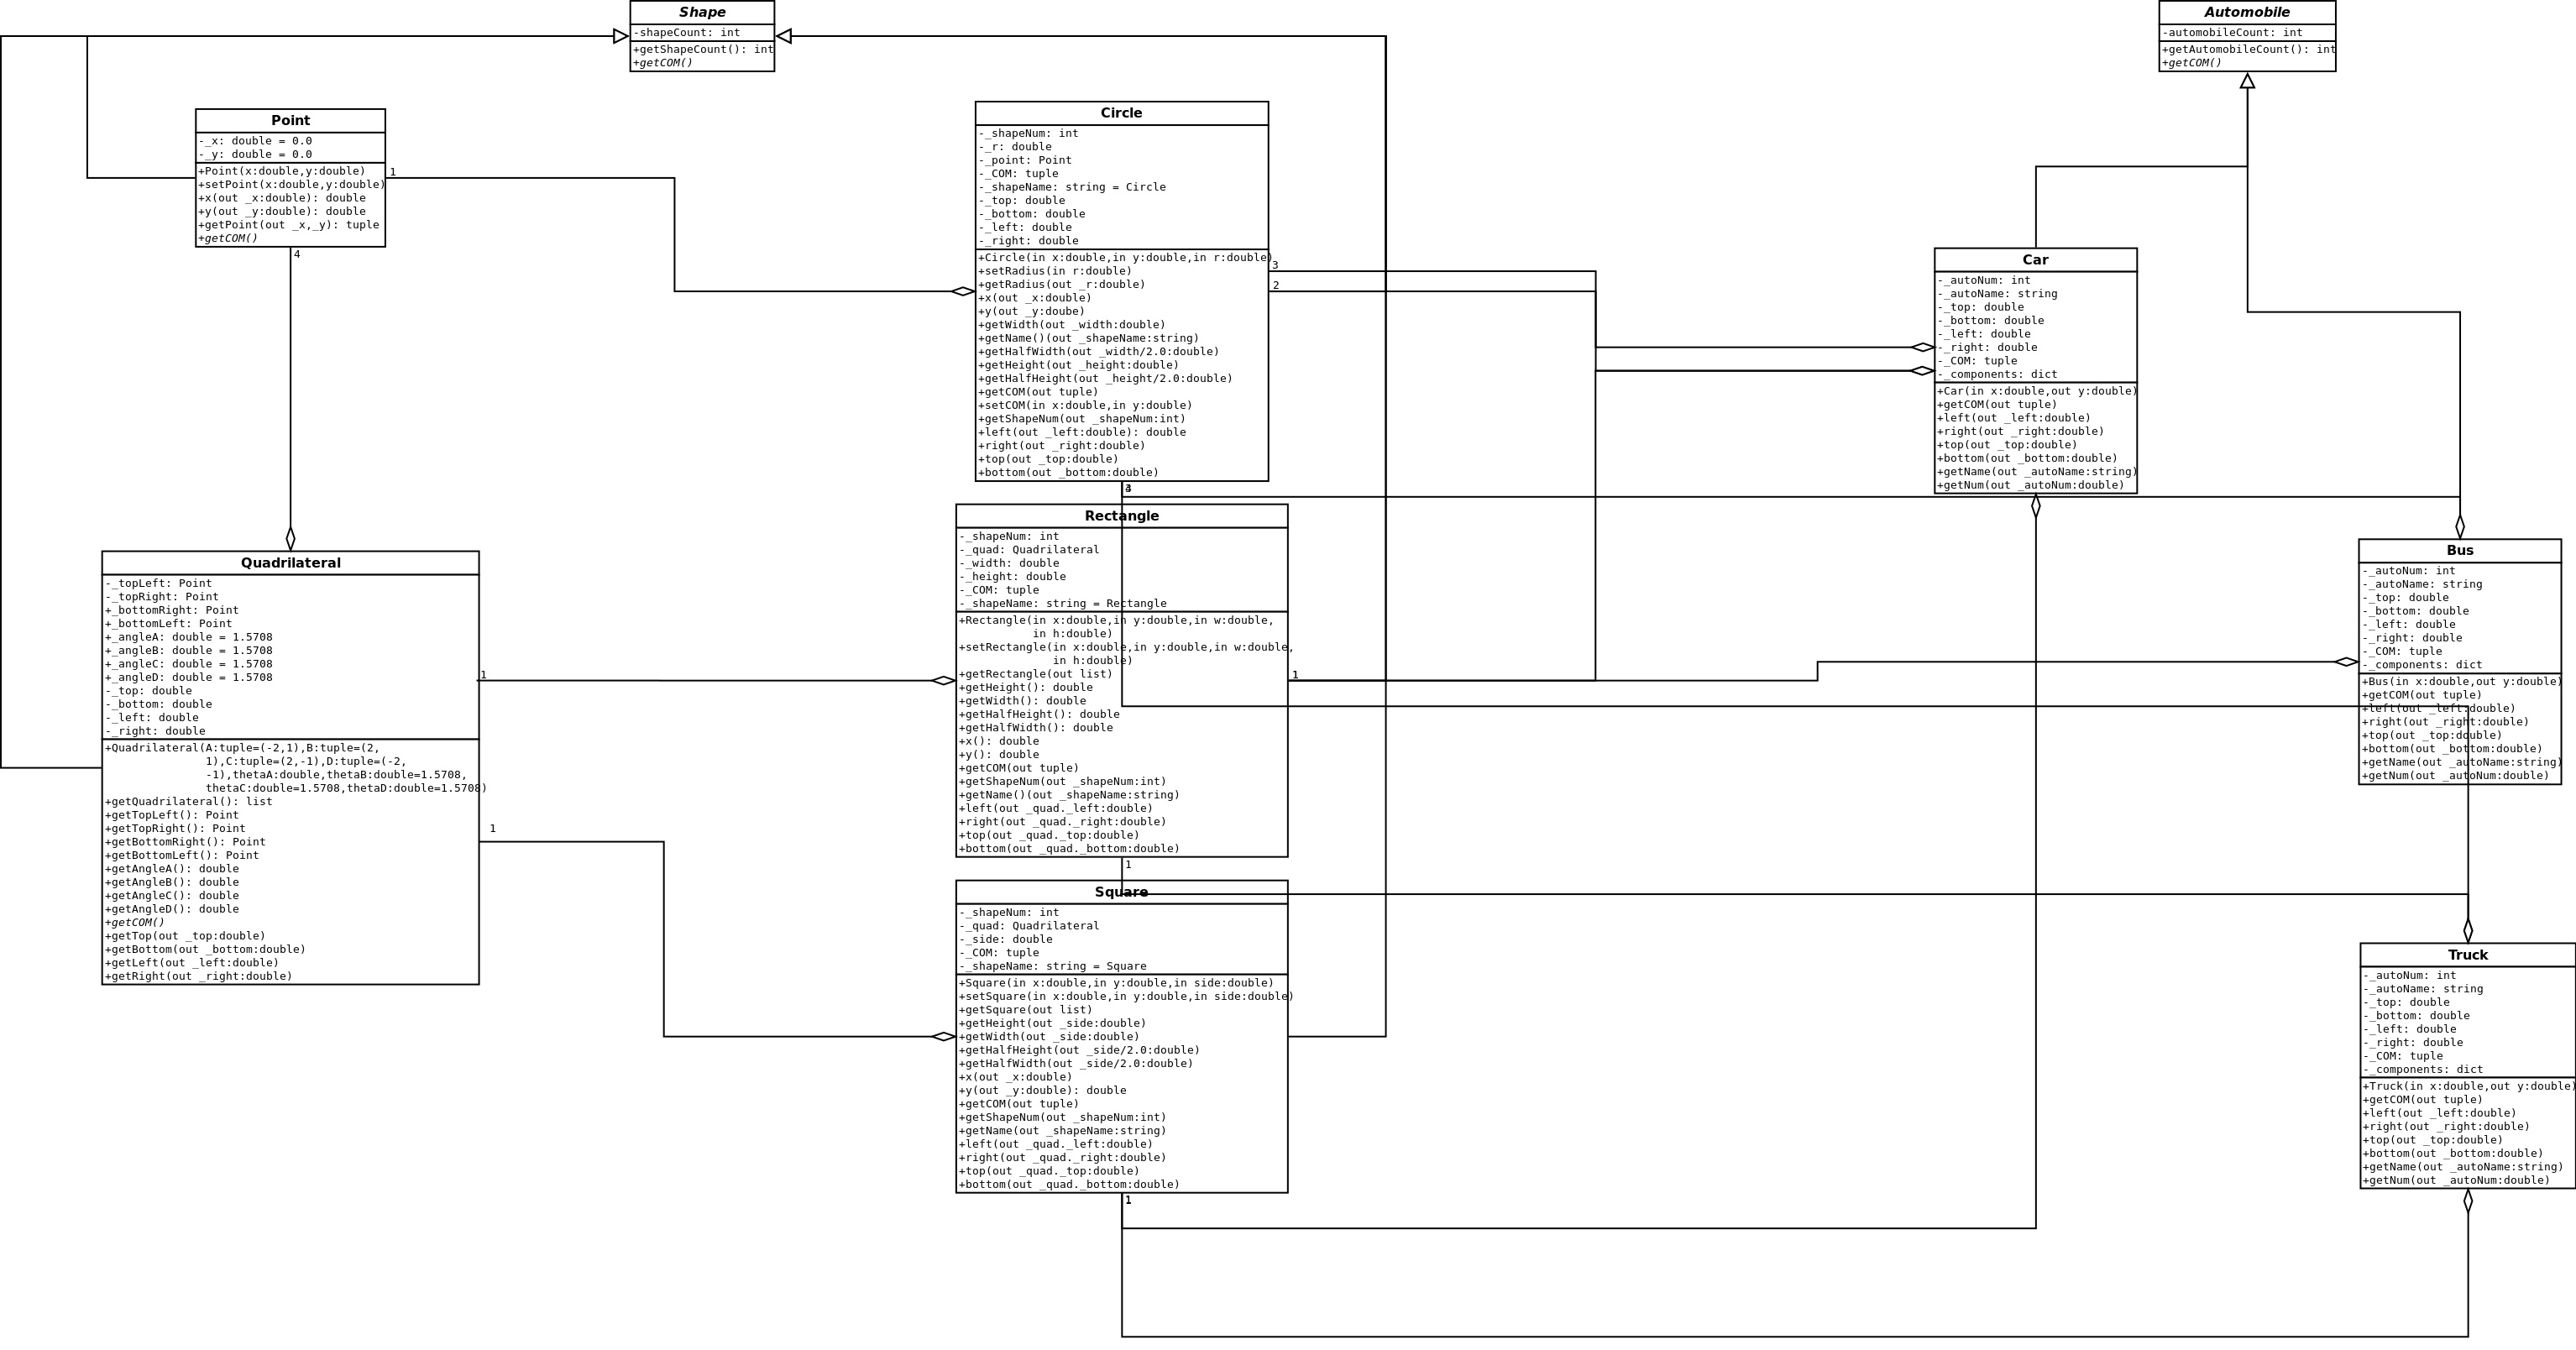 Shape
-shapeCount: int
+getShapeCount(): int
+getCOM()
Automobile
-automobileCount: int
+getAutomobileCount(): int
+getCOM()
Point
-_x: double = 0.0
-_y: double = 0.0
+Point(x:double,y:double)
+setPoint(x:double,y:double)
+x(out _x:double): double
+y(out _y:double): double
+getPoint(out _x,_y): tuple
+getCOM()
1
4
Circle
-_shapeNum: int
-_r: double
-_point: Point
-_COM: tuple
-_shapeName: string = Circle
-_top: double
-_bottom: double
-_left: double
-_right: double
+Circle(in x:double,in y:double,in r:double)
+setRadius(in r:double)
+getRadius(out _r:double)
+x(out _x:double)
+y(out _y:doube)
+getWidth(out _width:double)
+getName()(out _shapeName:string)
+getHalfWidth(out _width/2.0:double)
+getHeight(out _height:double)
+getHalfHeight(out _height/2.0:double)
+getCOM(out tuple)
+setCOM(in x:double,in y:double)
+getShapeNum(out _shapeNum:int)
+left(out _left:double): double
+right(out _right:double)
+top(out _top:double)
+bottom(out _bottom:double)
3
2
Car
-_autoNum: int
-_autoName: string
-_top: double
-_bottom: double
-_left: double
-_right: double
-_COM: tuple
-_components: dict
+Car(in x:double,out y:double)
+getCOM(out tuple)
+left(out _left:double)
+right(out _right:double)
+top(out _top:double)
+bottom(out _bottom:double)
+getName(out _autoName:string)
+getNum(out _autoNum:double)
Quadrilateral
-_topLeft: Point
-_topRight: Point
+_bottomRight: Point
+_bottomLeft: Point
+_angleA: double = 1.5708
+_angleB: double = 1.5708
+_angleC: double = 1.5708
+_angleD: double = 1.5708
-_top: double
-_bottom: double
-_left: double
-_right: double
+Quadrilateral(A:tuple=(-2,1),B:tuple=(2,
1),C:tuple=(2,-1),D:tuple=(-2,
-1),thetaA:double,thetaB:double=1.5708,
thetaC:double=1.5708,thetaD:double=1.5708)
+getQuadrilateral(): list
+getTopLeft(): Point
+getTopRight(): Point
+getBottomRight(): Point
+getBottomLeft(): Point
+getAngleA(): double
+getAngleB(): double
+getAngleC(): double
+getAngleD(): double
+getCOM()
+getTop(out _top:double)
+getBottom(out _bottom:double)
+getLeft(out _left:double)
+getRight(out _right:double)
1
1
Rectangle
-_shapeNum: int
-_quad: Quadrilateral
-_width: double
-_height: double
-_COM: tuple
-_shapeName: string = Rectangle
+Rectangle(in x:double,in y:double,in w:double,
in h:double)
+setRectangle(in x:double,in y:double,in w:double,
in h:double)
+getRectangle(out list)
+getHeight(): double
+getWidth(): double
+getHalfHeight(): double
+getHalfWidth(): double
+x(): double
+y(): double
+getCOM(out tuple)
+getShapeNum(out _shapeNum:int)
+getName()(out _shapeName:string)
+left(out _quad._left:double)
+right(out _quad._right:double)
+top(out _quad._top:double)
+bottom(out _quad._bottom:double)
1
1
Bus
-_autoNum: int
-_autoName: string
-_top: double
-_bottom: double
-_left: double
-_right: double
-_COM: tuple
-_components: dict
+Bus(in x:double,out y:double)
+getCOM(out tuple)
+left(out _left:double)
+right(out _right:double)
+top(out _top:double)
+bottom(out _bottom:double)
+getName(out _autoName:string)
+getNum(out _autoNum:double)
Square
-_shapeNum: int
-_quad: Quadrilateral
-_side: double
-_COM: tuple
-_shapeName: string = Square
+Square(in x:double,in y:double,in side:double)
+setSquare(in x:double,in y:double,in side:double)
+getSquare(out list)
+getHeight(out _side:double)
+getWidth(out _side:double)
+getHalfHeight(out _side/2.0:double)
+getHalfWidth(out _side/2.0:double)
+x(out _x:double)
+y(out _y:double): double
+getCOM(out tuple)
+getShapeNum(out _shapeNum:int)
+getName(out _shapeName:string)
+left(out _quad._left:double)
+right(out _quad._right:double)
+top(out _quad._top:double)
+bottom(out _quad._bottom:double)
1
Truck
-_autoNum: int
-_autoName: string
-_top: double
-_bottom: double
-_left: double
-_right: double
-_COM: tuple
-_components: dict
+Truck(in x:double,out y:double)
+getCOM(out tuple)
+left(out _left:double)
+right(out _right:double)
+top(out _top:double)
+bottom(out _bottom:double)
+getName(out _autoName:string)
+getNum(out _autoNum:double)